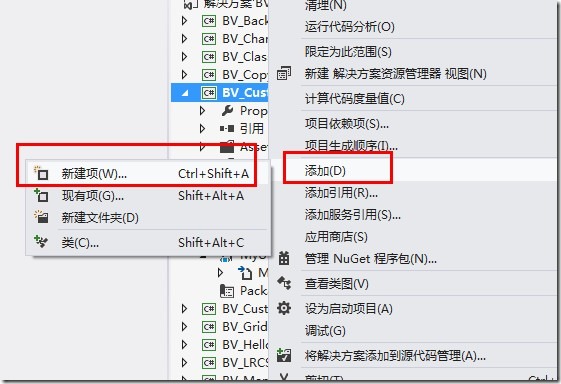 解决方案'BV
BV_Back
BV_Char
BV_Class
BV_Copy
BV_Cust
Prop
引用
Asse
新建项(W)... Ctrl+Shift+A
现有项(G)... Shift+Alt+A
新建文件夹(D)
类(C)... Shift+Alt+C
M
Packa
BV_Cust
BV_Grid
BV_Hello
BV_LRCS
清理(N)
运行代码分析(O)
限定为此范围(S)
新建 解决方案资源管理器 视图(N)
计算代码度量值(C)
项目依赖项(S)...
项目生成顺序(I)...
添加(D)
添加引用(R)...
添加服务引用(S)...
应用商店(S)
管理 NuGet 程序包(N)...
查看类图(V)
设为启动项目(A)
调试(G)
将解决方案添加到源代码管理(A)...
剪切(T) Ctrl+